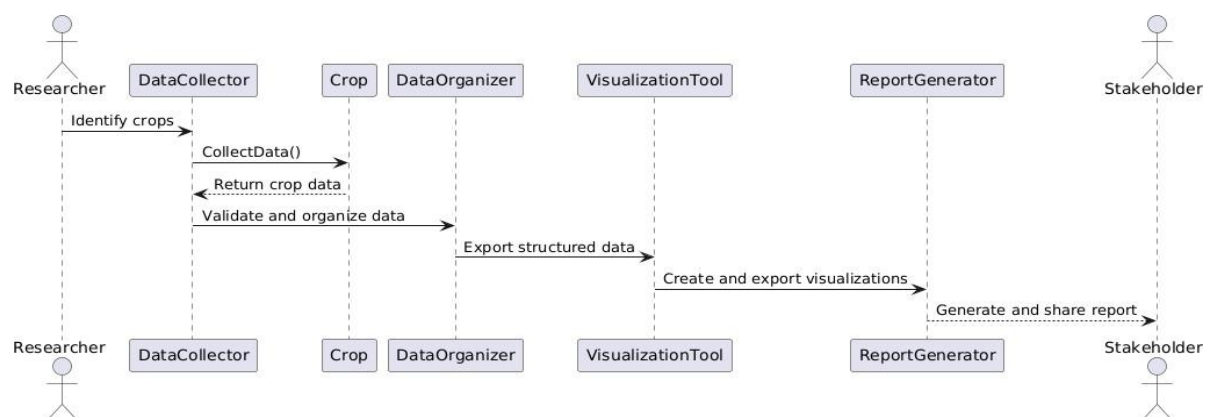 Researcher
DataCollector
Crop
DataOrganizer
VisualizationTool
ReportGenerator
Stakeholder
Identify crops
CollectData()
Return crop data
Validate and organize data
Export structured data
Create and export visualizations
Generate and share report
Researcher
DataCollector
Crop
DataOrganizer
VisualizationTool
ReportGenerator
Stakeholder